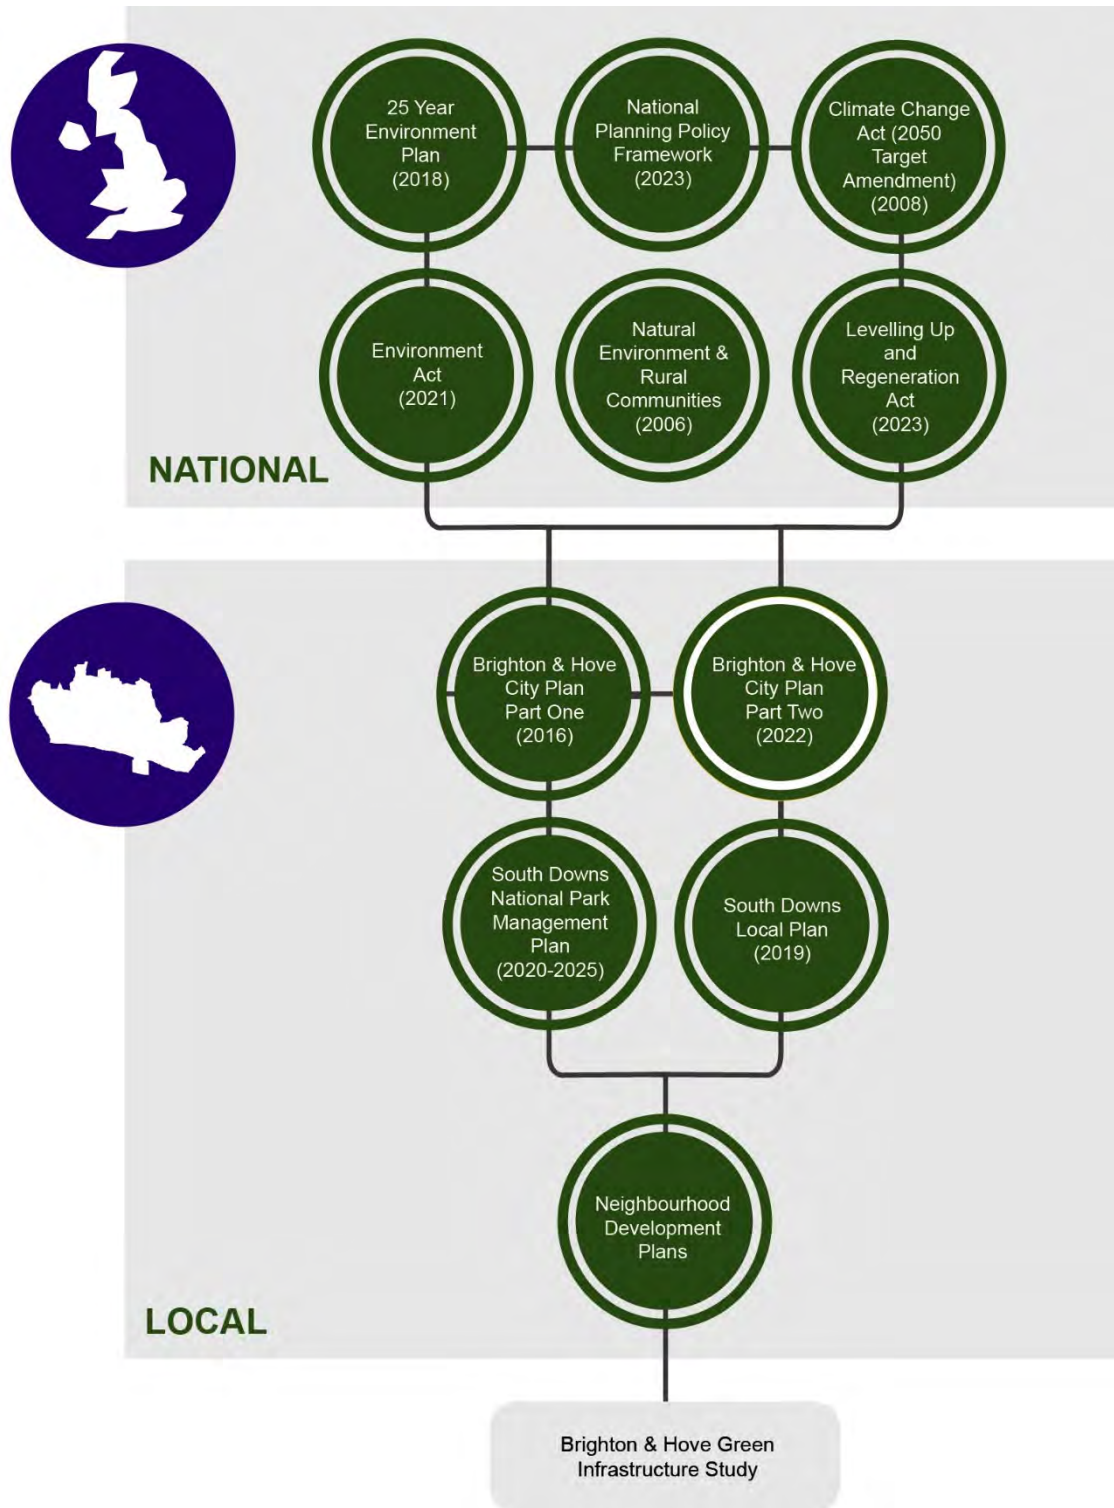 25 Year
Environment
Plan
(2018)
National
Planning Policy
Framework
(2023)
Climate Change
Act (2050
Target
Amendment)
(2008)
Environment
Act
(2021)
Natural
Environment &
Rural
Communities
(2006)
Levelling Up
and
Regeneration
Act
(2023)
NATIONAL
Brighton & Hove
City Plan
Part One
(2016)
Brighton & Hove
City Plan
Part Two
(2022)
South Downs
National Park
Management
Plan
(2020-2025)
South Downs
Local Plan
(2019)
Neighbourhood
Development
Plans
LOCAL
Brighton & Hove Green
Infrastructure Study